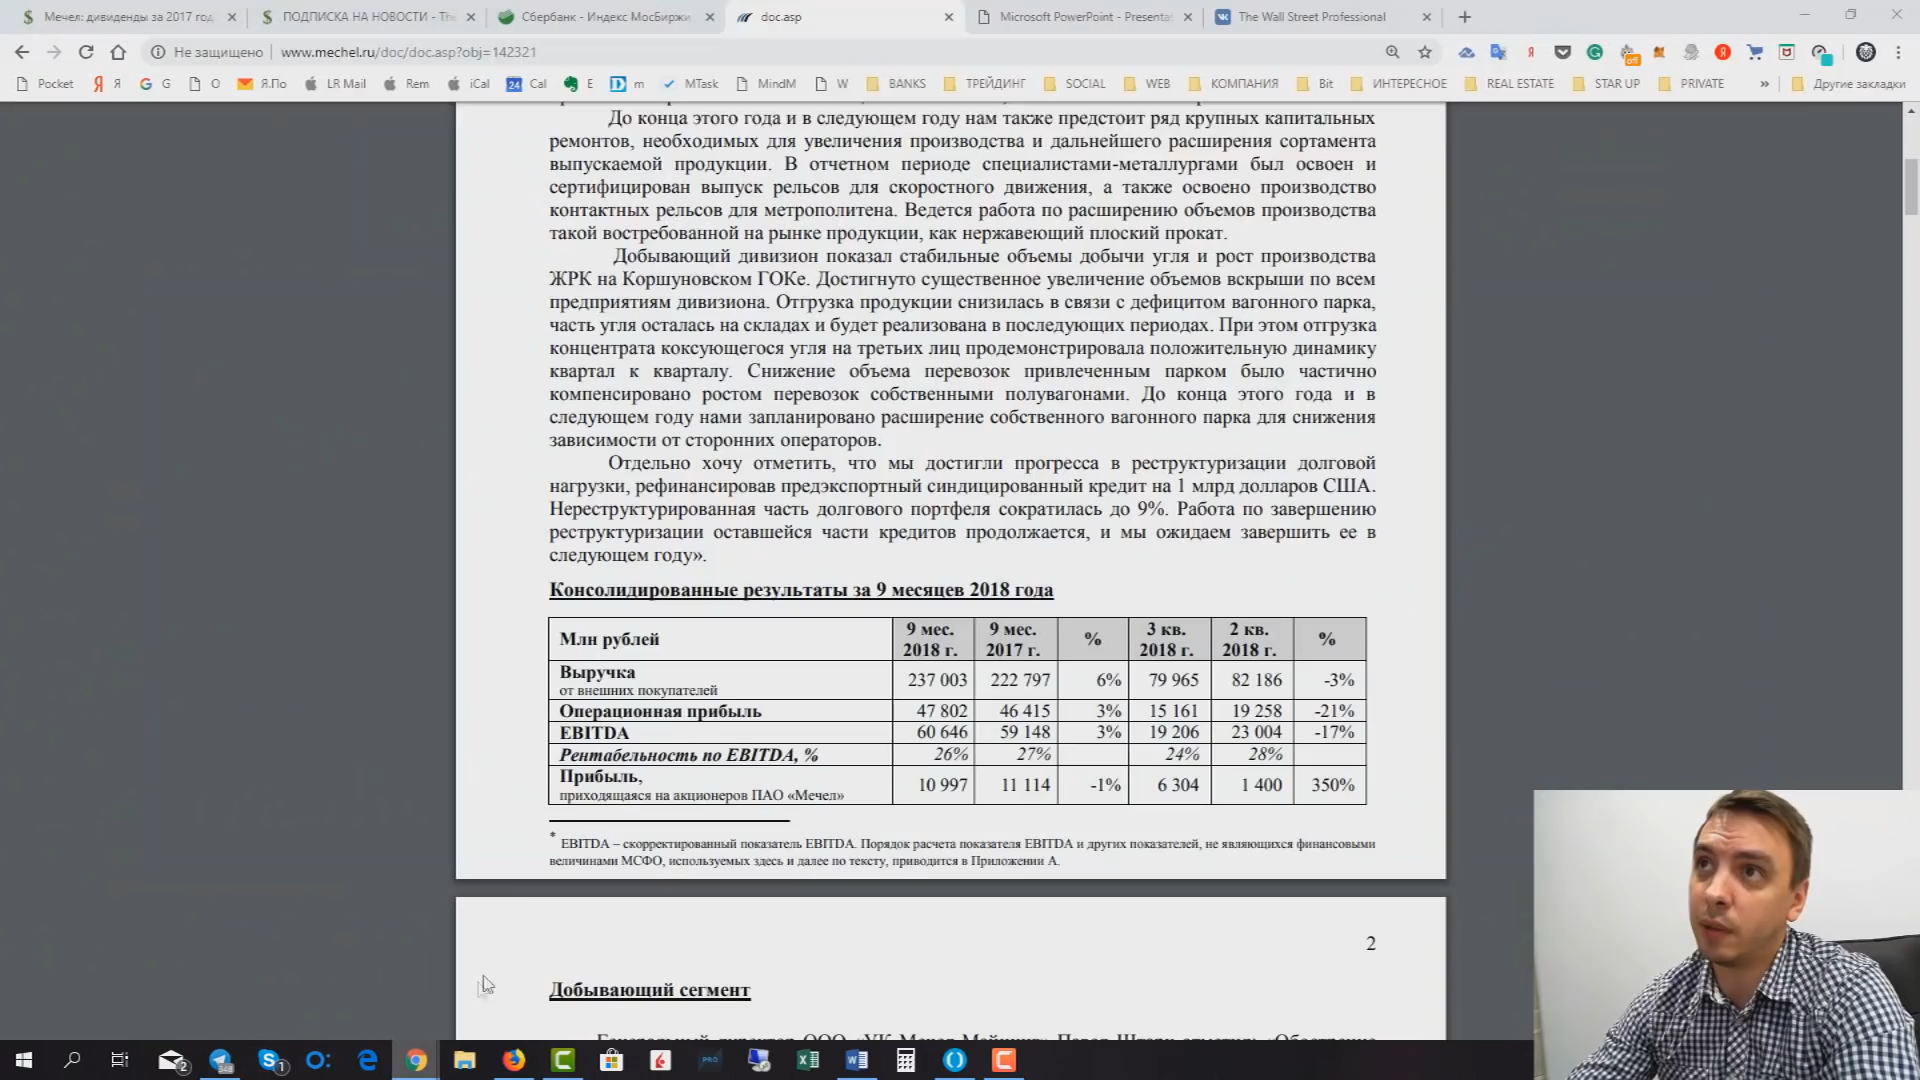 Мечел: дивиденды за 2017 год
ПОДПИСКА НА НОВОСТИ - The
Сбербанк - Индекс МосБиржи
doc.asp
Microsoft PowerPoint - Presentat
The Wall Street Professional
Не защищено
www.mechel.ru/doc/doc.asp?obj=142321
Pocket Я G O Я.По LR Mail Rem iCal 24 Cal E D m MTask MindM W BANKS ТРЕЙДИНГ SOCIAL WEB КОМПАНИЯ Bit ИНТЕРЕСНОЕ REAL ESTATE STAR UP PRIVATE » Другие закладки
До конца этого года и в следующем году нам также предстоит ряд крупных капитальных
ремонтов, необходимых для увеличения производства и дальнейшего расширения сортамента
выпускаемой продукции. В отчетном периоде специалистами-металлургами был освоен и
сертифицирован выпуск рельсов для скоростного движения, а также освоено производство
контактных рельсов для метрополитена. Ведется работа по расширению объемов производства
такой востребованной на рынке продукции, как нержавеющий плоский прокат.
Добывающий дивизион показал стабильные объемы добычи угля и рост производства
ЖРК на Коршуновском ГОКе. Достигнуто существенное увеличение объемов вскрыши по всем
предприятиям дивизиона. Отгрузка продукции снизилась в связи с дефицитом вагонного парка,
часть угля осталась на складах и будет реализована в последующих периодах. При этом отгрузка
концентрата коксующегося угля на третьих лиц продемонстрировала положительную динамику
квартал к кварталу. Снижение объема перевозок привлеченным парком было частично
компенсировано ростом перевозок собственными полувагонами. До конца этого года и в
следующем году нами запланировано расширение собственного вагонного парка для снижения
зависимости от сторонних операторов.
Отдельно хочу отметить, что мы достигли прогресса в реструктуризации долговой
нагрузки, рефинансировав предэкспортный синдицированный кредит на 1 млрд долларов США.
Нереструктурированная часть долгового портфеля сократилась до 9%. Работа по завершению
реструктуризации оставшейся части кредитов продолжается, и мы ожидаем завершить ее в
следующем году».
Консолидированные результаты за 9 месяцев 2018 года
Млн рублей 9 мес. 2018 г. 9 мес. 2017 г. % 3 кв. 2018 г. 2 кв. 2018 г. %
Выручка
от внешних покупателей 237 003 222 797 6% 79 965 82 186 -3%
Операционная прибыль 47 802 46 415 3% 15 161 19 258 -21%
EBITDA 60 646 59 148 3% 19 206 23 004 -17%
Рентабельность по EBITDA, % 26% 27% 24% 28%
Прибыль,
приходящаяся на акционеров ПАО «Мечел» 10 997 11 114 -1% 6 304 1 400 350%
* EBITDA – скорректированный показатель EBITDA. Порядок расчета показателя EBITDA и других показателей, не являющихся финансовыми
величинами МСФО, используемых здесь и далее по тексту, приводится в Приложении А.
2
Добывающий сегмент